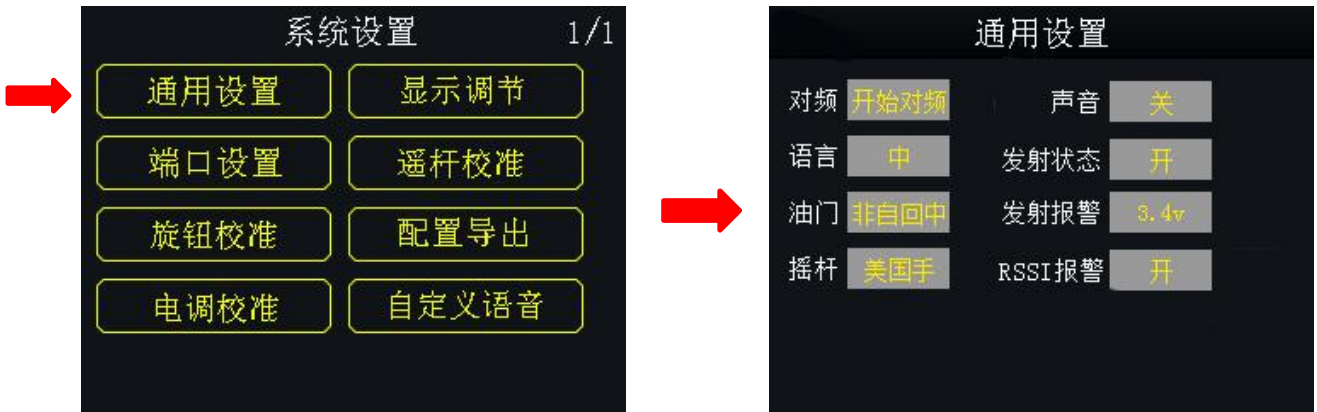 系统设置 1/1
通用设置 显示调节
端口设置 遥杆校准
旋钮校准 配置导出
电调校准 自定义语音
通用设置
对频 开始对频 声音 关
语言 中 发射状态 开
油门 非自回中 发射报警 3.4v
摇杆 美国手 RSSI报警 开